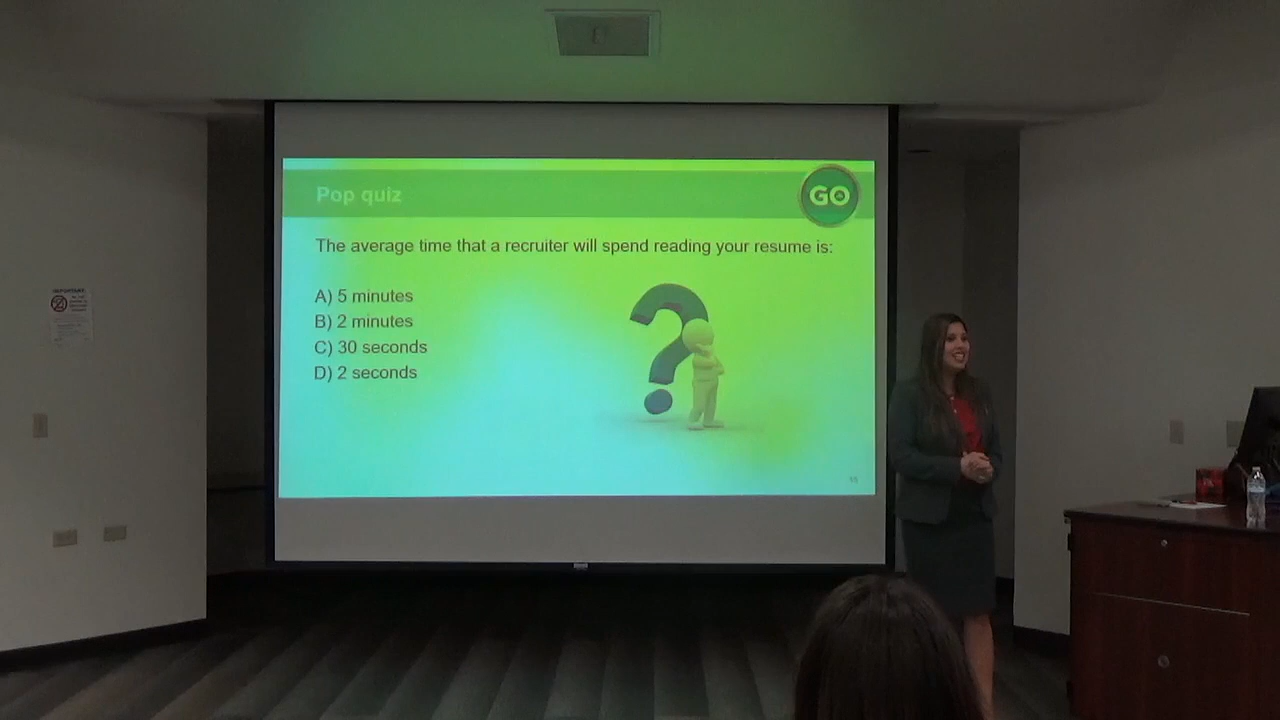 Pop quiz
GO
The average time that a recruiter will spend reading your resume is:
A) 5 minutes
B) 2 minutes
C) 30 seconds
D) 2 seconds